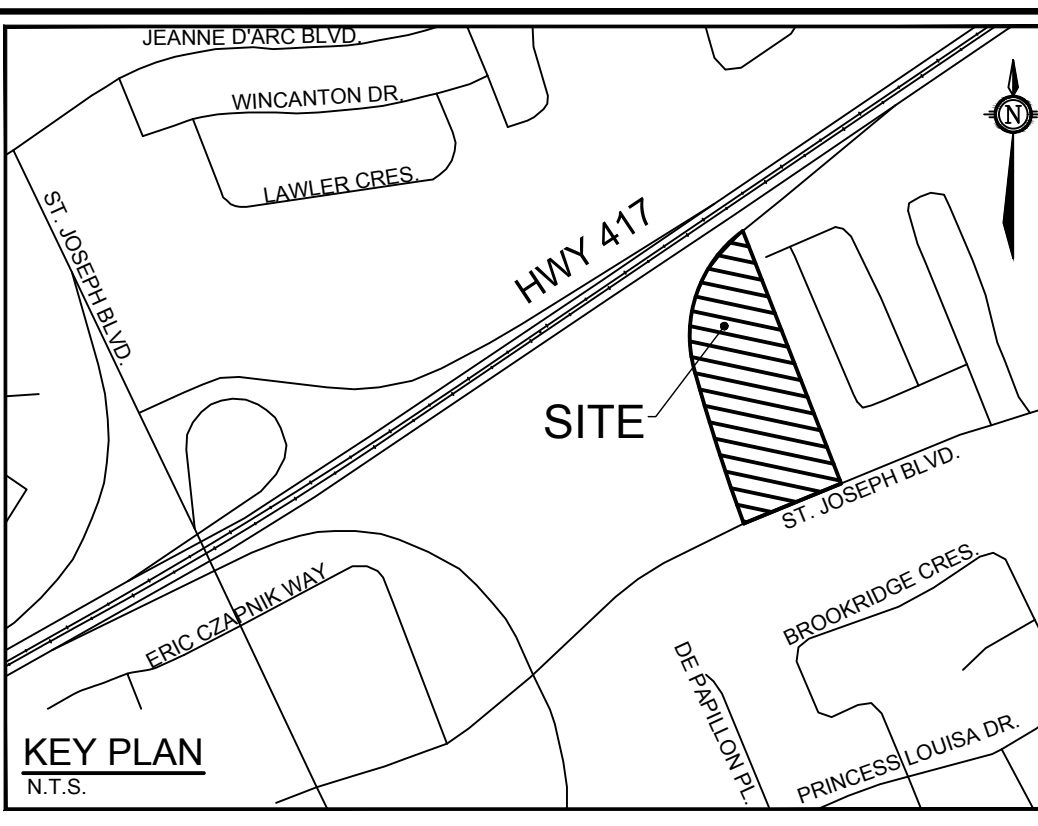 JEANNE D'ARC BLVD.
WINCANTON DR.
N
LAWLER CRES.
ST. JOSEPH BLVD.
HWY 417
SITE
ST. JOSEPH BLVD.
BROOKRIDGE CRES.
ERIC CZAPNIK WAY
DE PAPILLON PL.
PRINCESS LOUISA DR.
KEY PLAN
N.T.S.